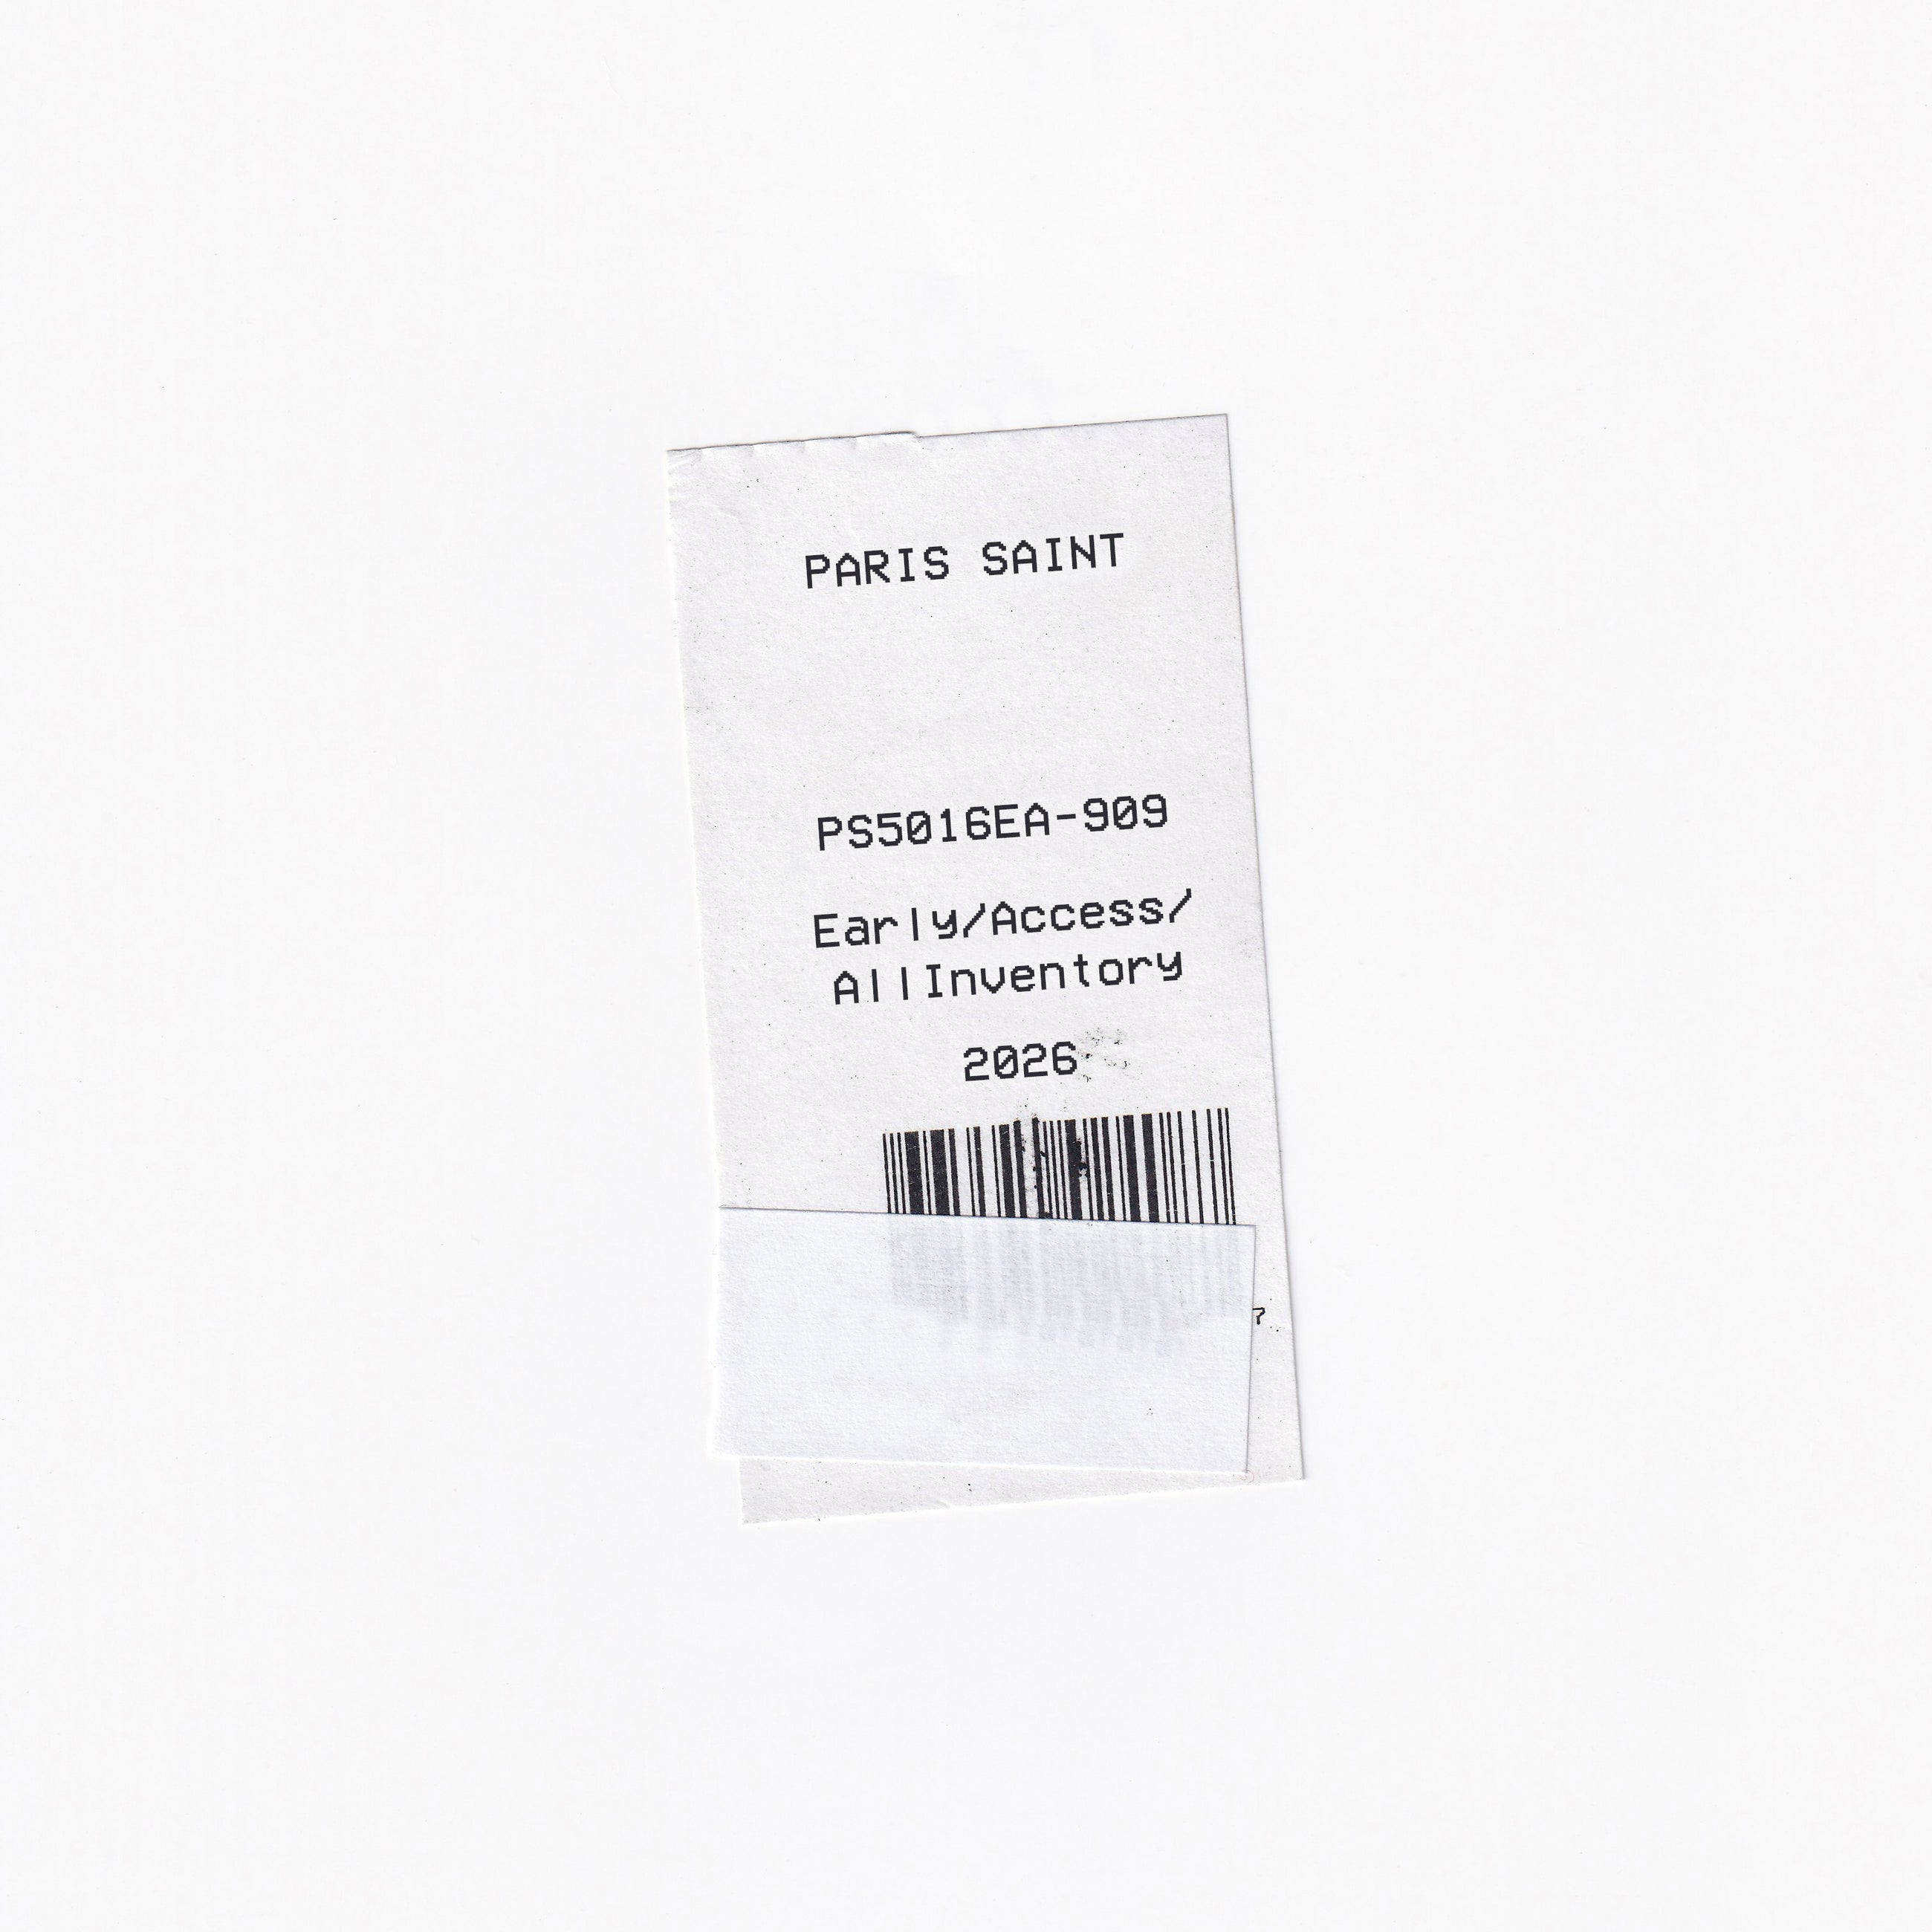 PARIS SAINT
PS5016EA-909
Early/Access/
AllInventory
2026